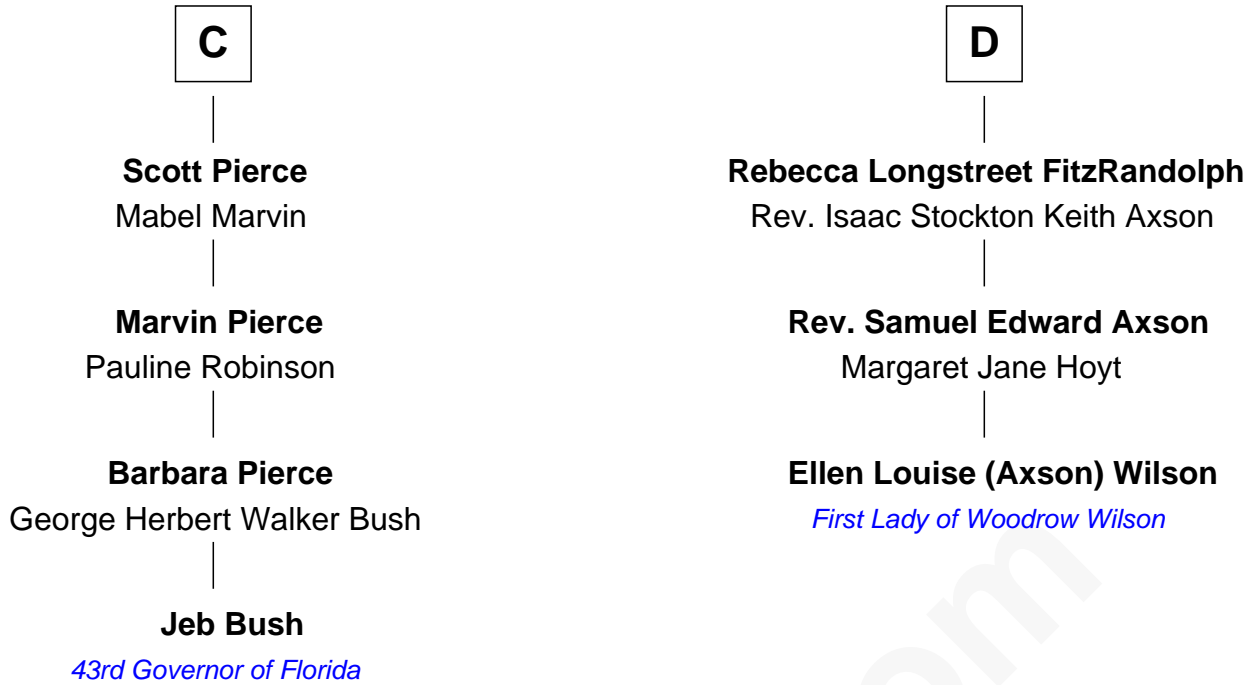 C
Scott Pierce
Mabel Marvin
Marvin Pierce
Pauline Robinson
Barbara Pierce
George Herbert Walker Bush
Jeb Bush
43rd Governor of Florida
D
Rebecca Longstreet FitzRandolph
Rev. Isaac Stockton Keith Axson
Rev. Samuel Edward Axson
Margaret Jane Hoyt
Ellen Louise (Axson) Wilson
First Lady of Woodrow Wilson
om